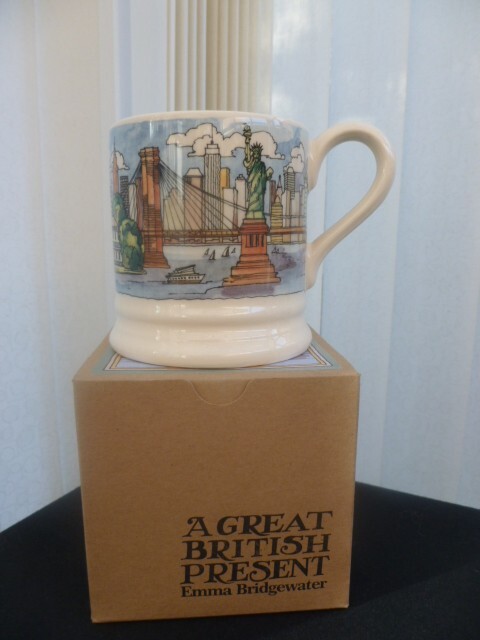 A GREAT
BRITISH
PRESENT
Emma Bridgewater